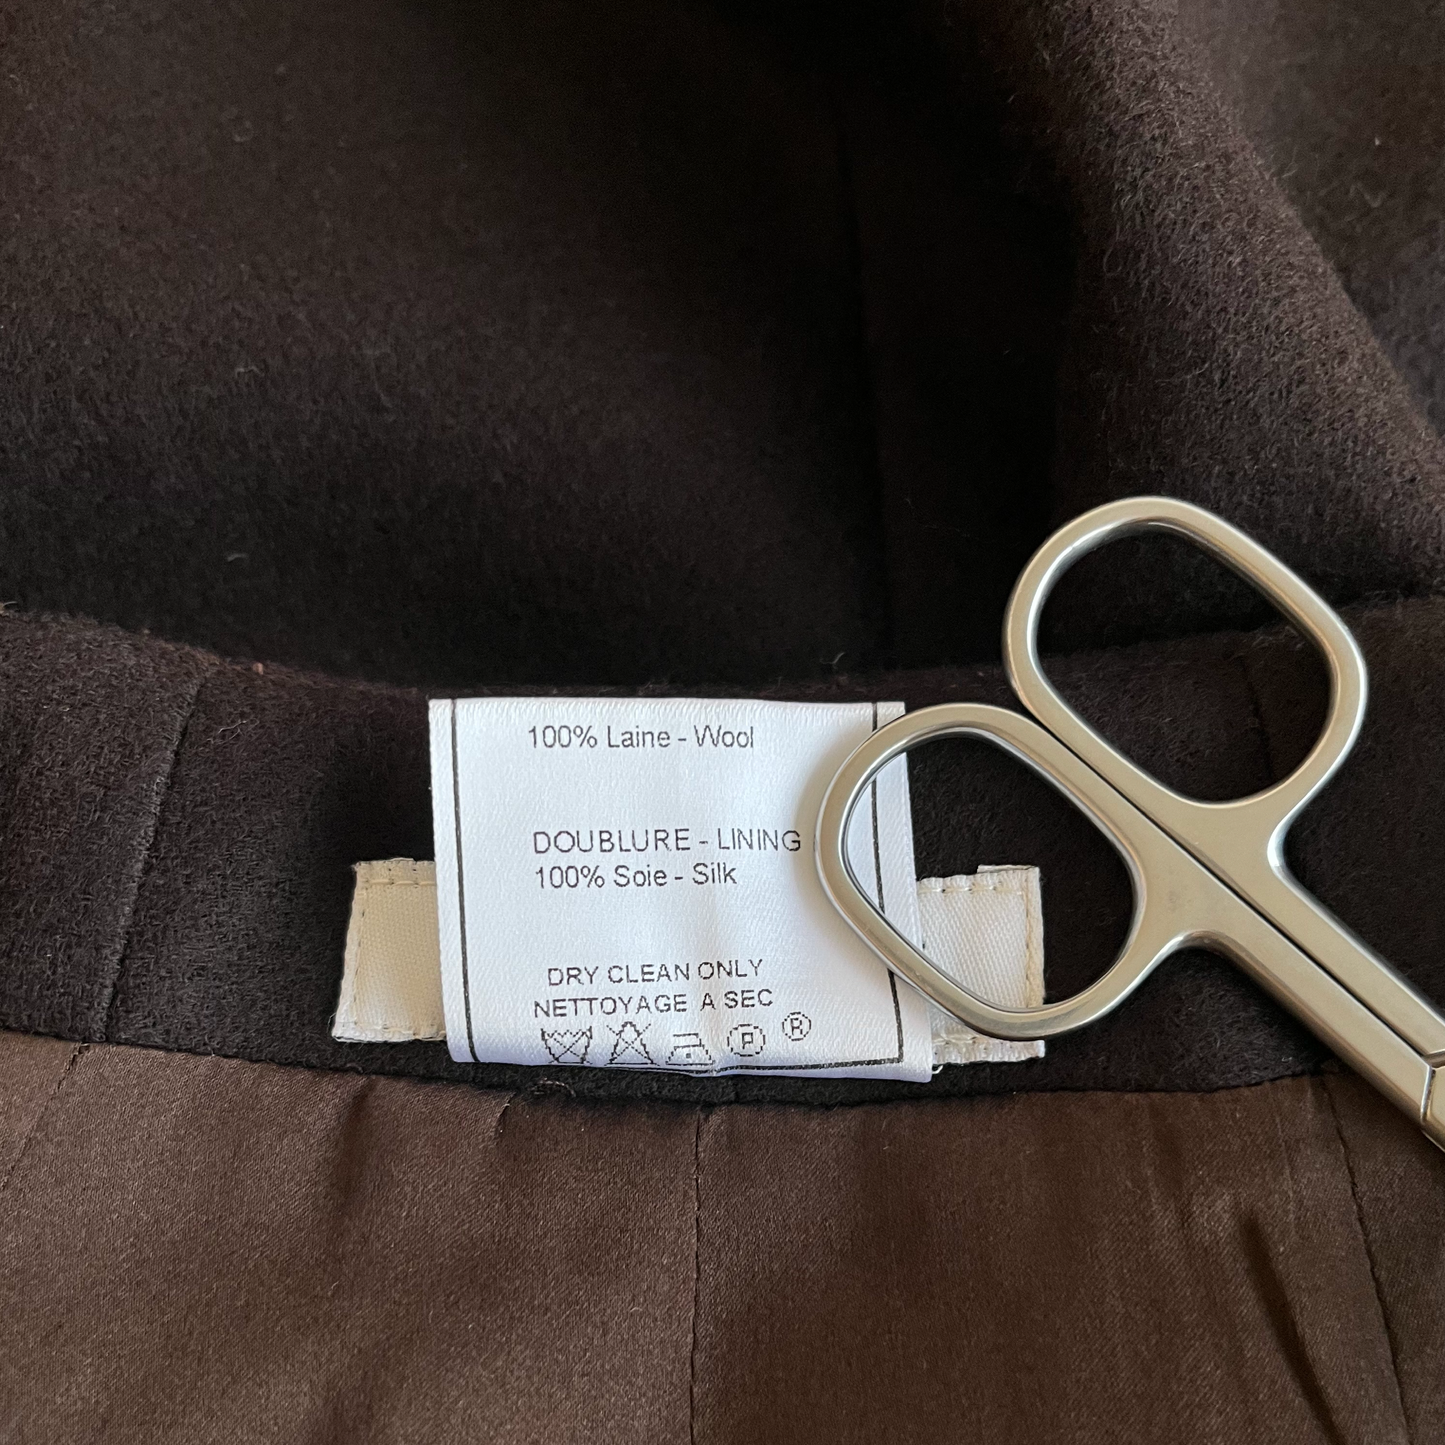 100% Laine - Wool
DOUBLURE - LINING
100% Soie - Silk
DRY CLEAN ONLY
NETTOYAGE A SEC
P ®